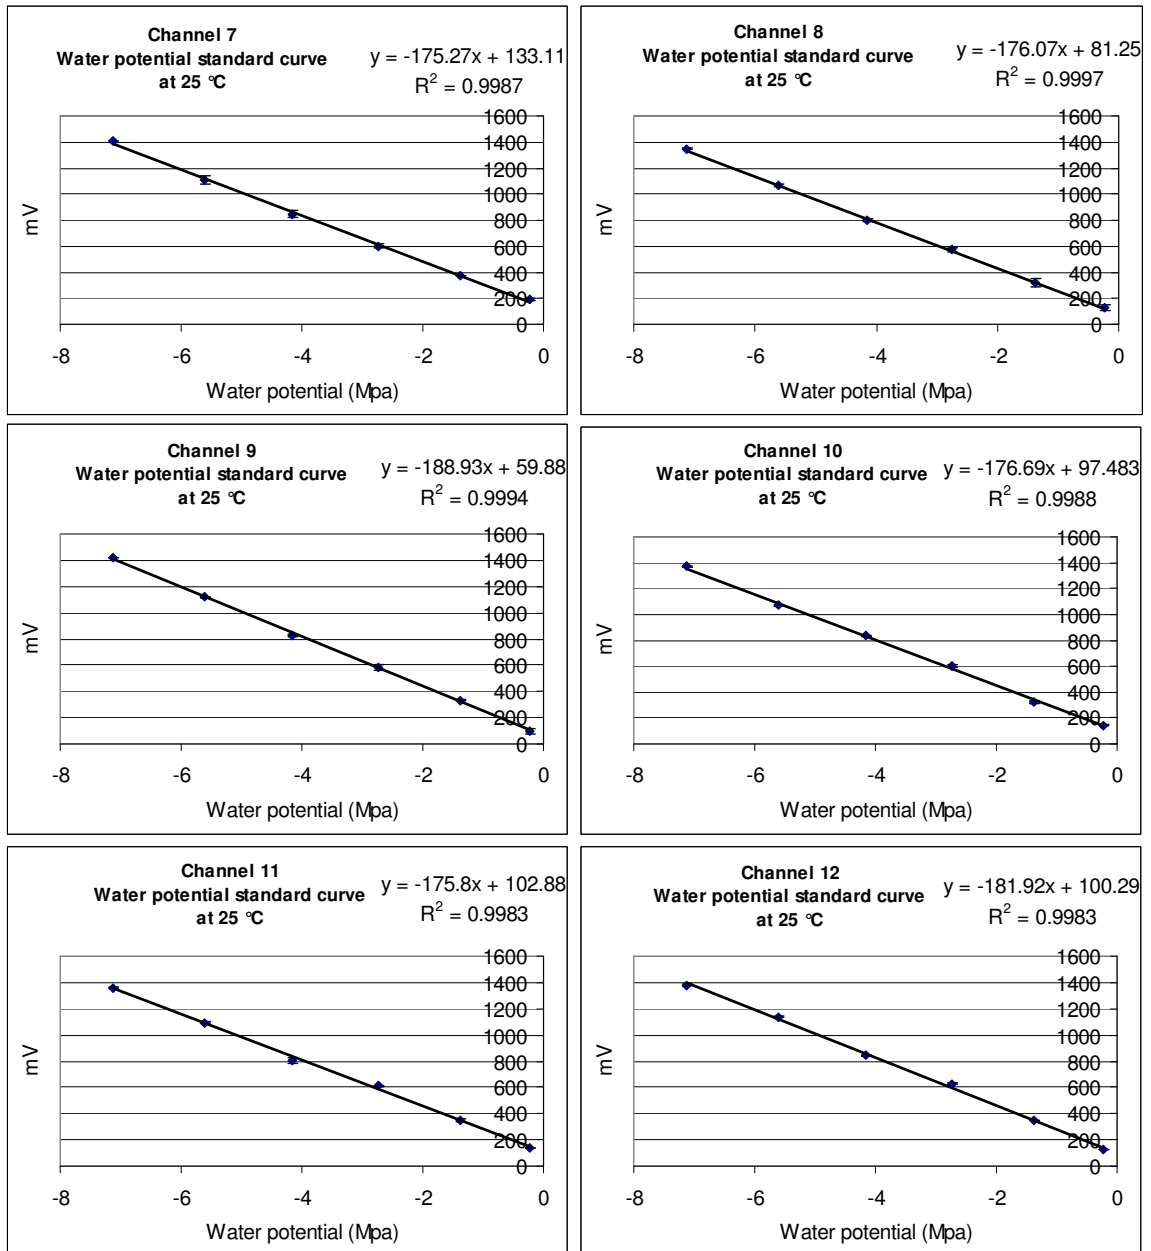 Channel 7
Water potential standard curve
at 25 °C
y = -175.27x + 133.11
R² = 0.9987
1600
1400
1200
1000
800
600
400
200
0
mV
-8 -6 -4 -2 0
Water potential (Mpa)
Channel 8
Water potential standard curve
at 25 °C
y = -176.07x + 81.25
R² = 0.9997
1600
1400
1200
1000
800
600
400
200
0
mV
-8 -6 -4 -2 0
Water potential (Mpa)
Channel 9
Water potential standard curve
at 25 °C
y = -188.93x + 59.88
R² = 0.9994
1600
1400
1200
1000
800
600
400
200
0
mV
-8 -6 -4 -2 0
Water potential (Mpa)
Channel 10
Water potential standard curve
at 25 °C
y = -176.69x + 97.483
R² = 0.9988
1600
1400
1200
1000
800
600
400
200
0
mV
-8 -6 -4 -2 0
Water potential (Mpa)
Channel 11
Water potential standard curve
at 25 °C
y = -175.8x + 102.88
R² = 0.9983
1600
1400
1200
1000
800
600
400
200
0
mV
-8 -6 -4 -2 0
Water potential (Mpa)
Channel 12
Water potential standard curve
at 25 °C
y = -181.92x + 100.29
R² = 0.9983
1600
1400
1200
1000
800
600
400
200
0
mV
-8 -6 -4 -2 0
Water potential (Mpa)